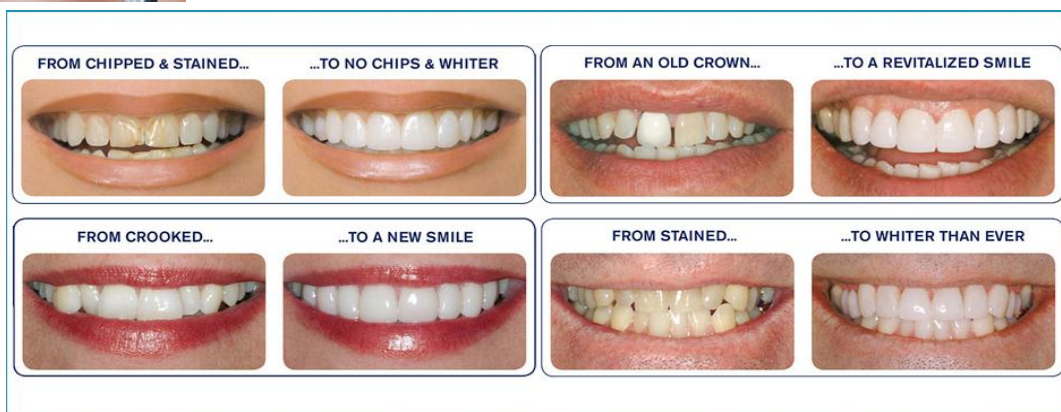 FROM CHIPPED & STAINED...
...TO NO CHIPS & WHITER
FROM AN OLD CROWN...
...TO A REVITALIZED SMILE
FROM CROOKED...
...TO A NEW SMILE
FROM STAINED...
...TO WHITER THAN EVER